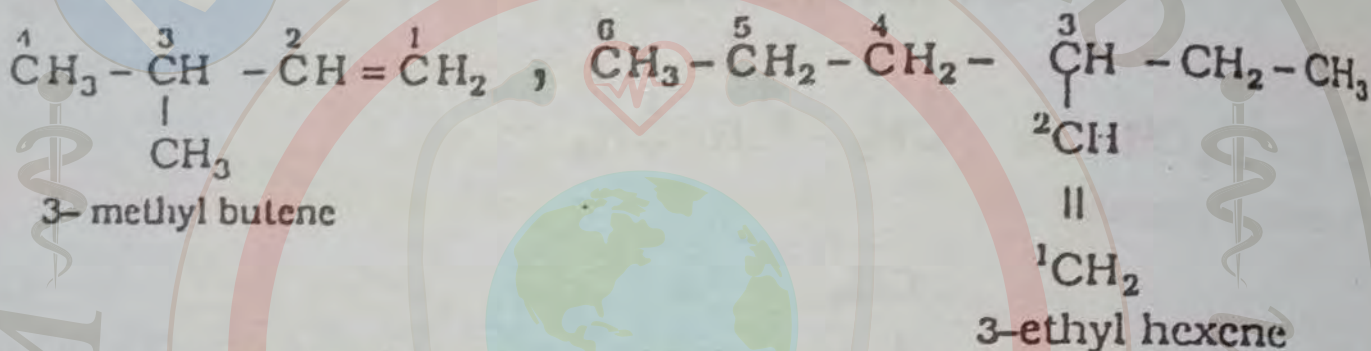 4 3 2 1 6 5 4 3
CH₃ – CH – CH = CH₂ , CH₃ – CH₂ – CH₂ – CH – CH₂ – CH₃
CH₃ ²CH
3– methyl butene
¹CH₂
3–ethyl hexene